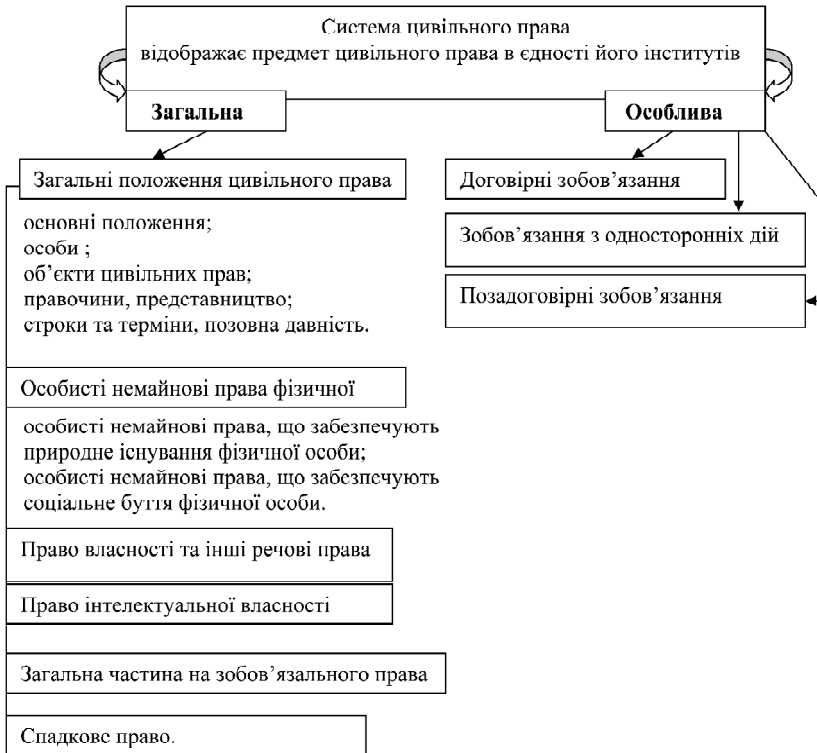 Система цивільного права
відображає предмет цивільного права в єдності його інститутів
Загальна
Особлива
Загальні положення цивільного права
основні положення;
особи ;
об’єкти цивільних прав;
правочини, представництво;
строки та терміни, позовна давність.
Особисті немайнові права фізичної
особисті немайнові права, що забезпечують
природне існування фізичної особи;
особисті немайнові права, що забезпечують
соціальне буття фізичної особи.
Право власності та інші речові права
Право інтелектуальної власності
Загальна частина на зобов’язального права
Спадкове право.
Договірні зобов’язання
Зобов’язання з односторонніх дій
Позадоговірні зобов’язання